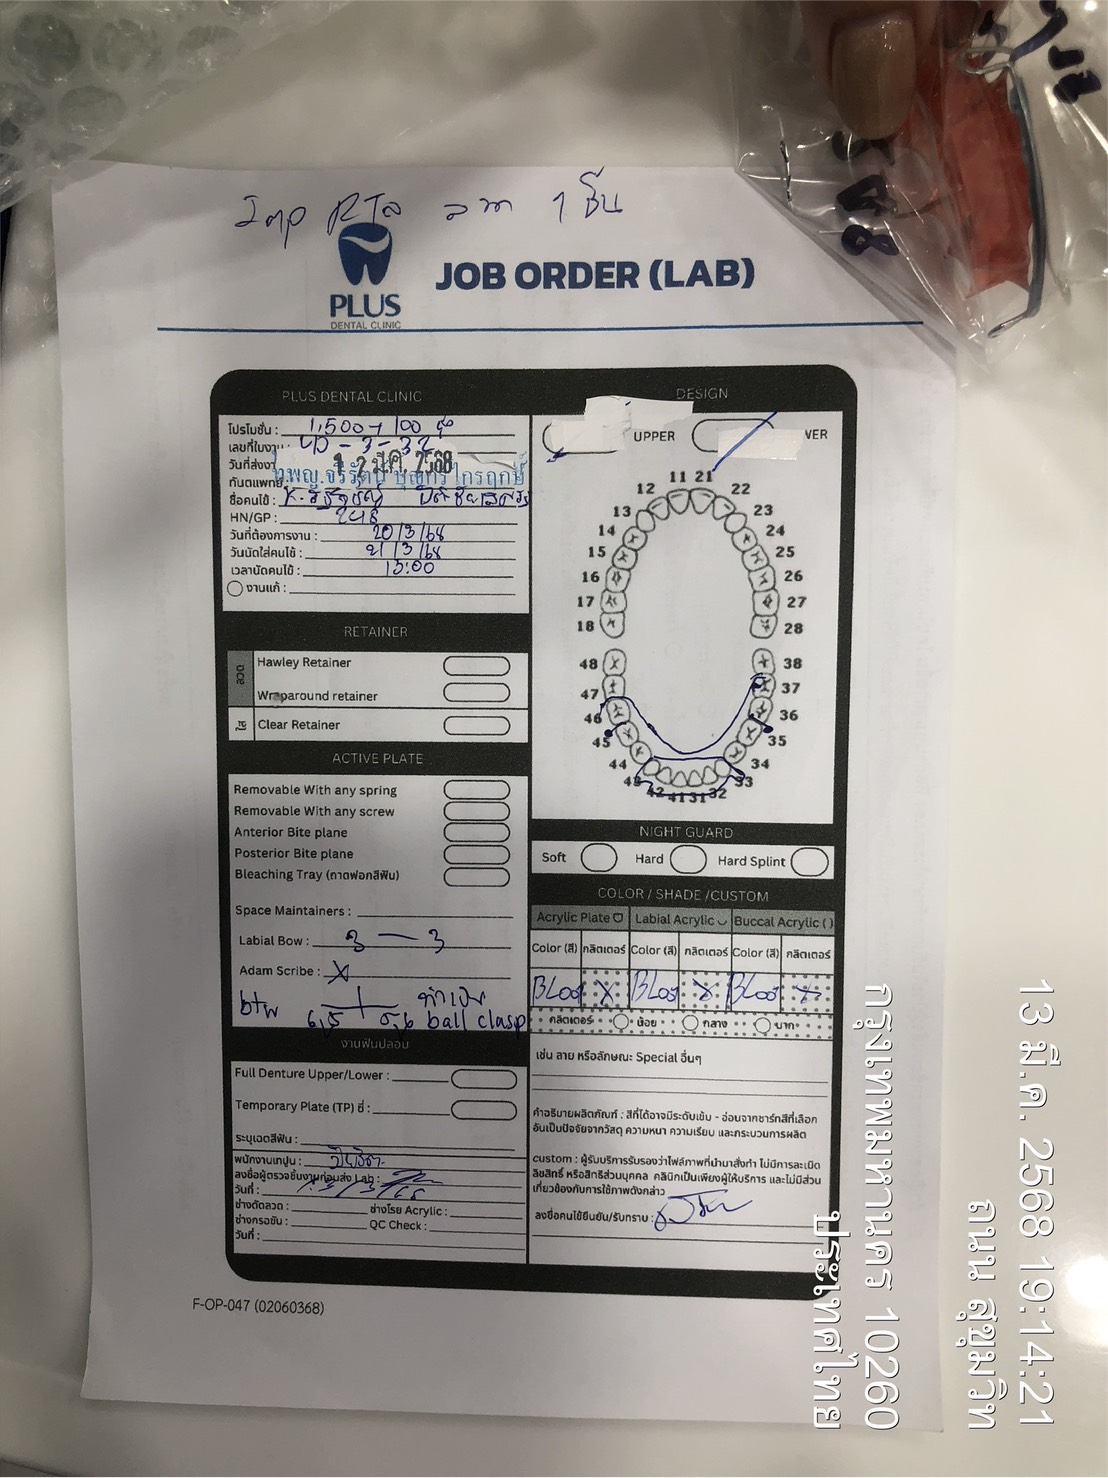 Imp RTล ลวด 1 ชิ้น
PLUS
DENTAL CLINIC
JOB ORDER (LAB)
PLUS DENTAL CLINIC
โปรโมชั่น : 1,500 - 100
เลขที่ใบงาน : UD - 3 - 32
วันที่ส่งงาน 1 2 มี.ค. 2568
ทันตแพทย์
ชื่อคนไข้ :
HN/GP :
วันที่ต้องการงาน : 20/3/68
วันนัดใส่คนไข้ : 21/3/68
เวลานัดคนไข้ : 15:00
งานแก้ :
RETAINER
ลวด
Hawley Retainer
Wraparound retainer
ใส
Clear Retainer
ACTIVE PLATE
Removable With any spring
Removable With any screw
Anterior Bite plane
Posterior Bite plane
Bleaching Tray (ถาดฟอกสีฟัน)
Space Maintainers :
Labial Bow : 3 — 3
Adam Scribe : X
btw 6,5 5,6 ball clasp
งานฟันปลอม
Full Denture Upper/Lower :
Temporary Plate (TP) ซี่ :
ระบุเฉดสีฟัน :
พนักงานเทปูน :
ลงชื่อผู้ตรวจชิ้นงานก่อนส่ง Lab :
วันที่ : 13/3/68
ช่างดัดลวด : ช่างโรย Acrylic :
ช่างกรอขัด : QC Check :
วันที่ :
DESIGN
UPPER
VER
11 21
12 22
13 23
14 24
15 25
16 26
17 27
18 28
48 38
47 37
46 36
45 35
44 34
43 33
42 41 31 32
NIGHT GUARD
Soft Hard Hard Splint
COLOR / SHADE /CUSTOM
Acrylic Plate Labial Acrylic Buccal Acrylic ( )
Color (สี) กลิตเตอร์ Color (สี) กลิตเตอร์ Color (สี) กลิตเตอร์
B200 X B200 X B200 X
กลิตเตอร์ น้อย กลาง มาก
เช่น ลาย หรือลักษณะ Special อื่นๆ
คำอธิบายผลิตภัณฑ์ : สีที่ได้อาจมีระดับเข้ม - อ่อนจากชาร์ทสีที่เลือก
อันเป็นปัจจัยจากวัสดุ ความหนา ความเรียบ และกระบวนการผลิต
custom : ผู้รับบริการรับรองว่าไฟล์ภาพที่นำมาสั่งทำ ไม่มีการละเมิด
ลิขสิทธิ์ หรือสิทธิส่วนบุคคล คลินิกเป็นเพียงผู้ให้บริการ และไม่มีส่วน
เกี่ยวข้องกับการใช้ภาพดังกล่าว
ลงชื่อคนไข้ยืนยัน/รับทราบ :
F-OP-047 (02060368)
13 มี.ค. 2568 19:14:21
ถนน สุขุมวิท
กรุงเทพมหานคร 10260
ประเทศไทย